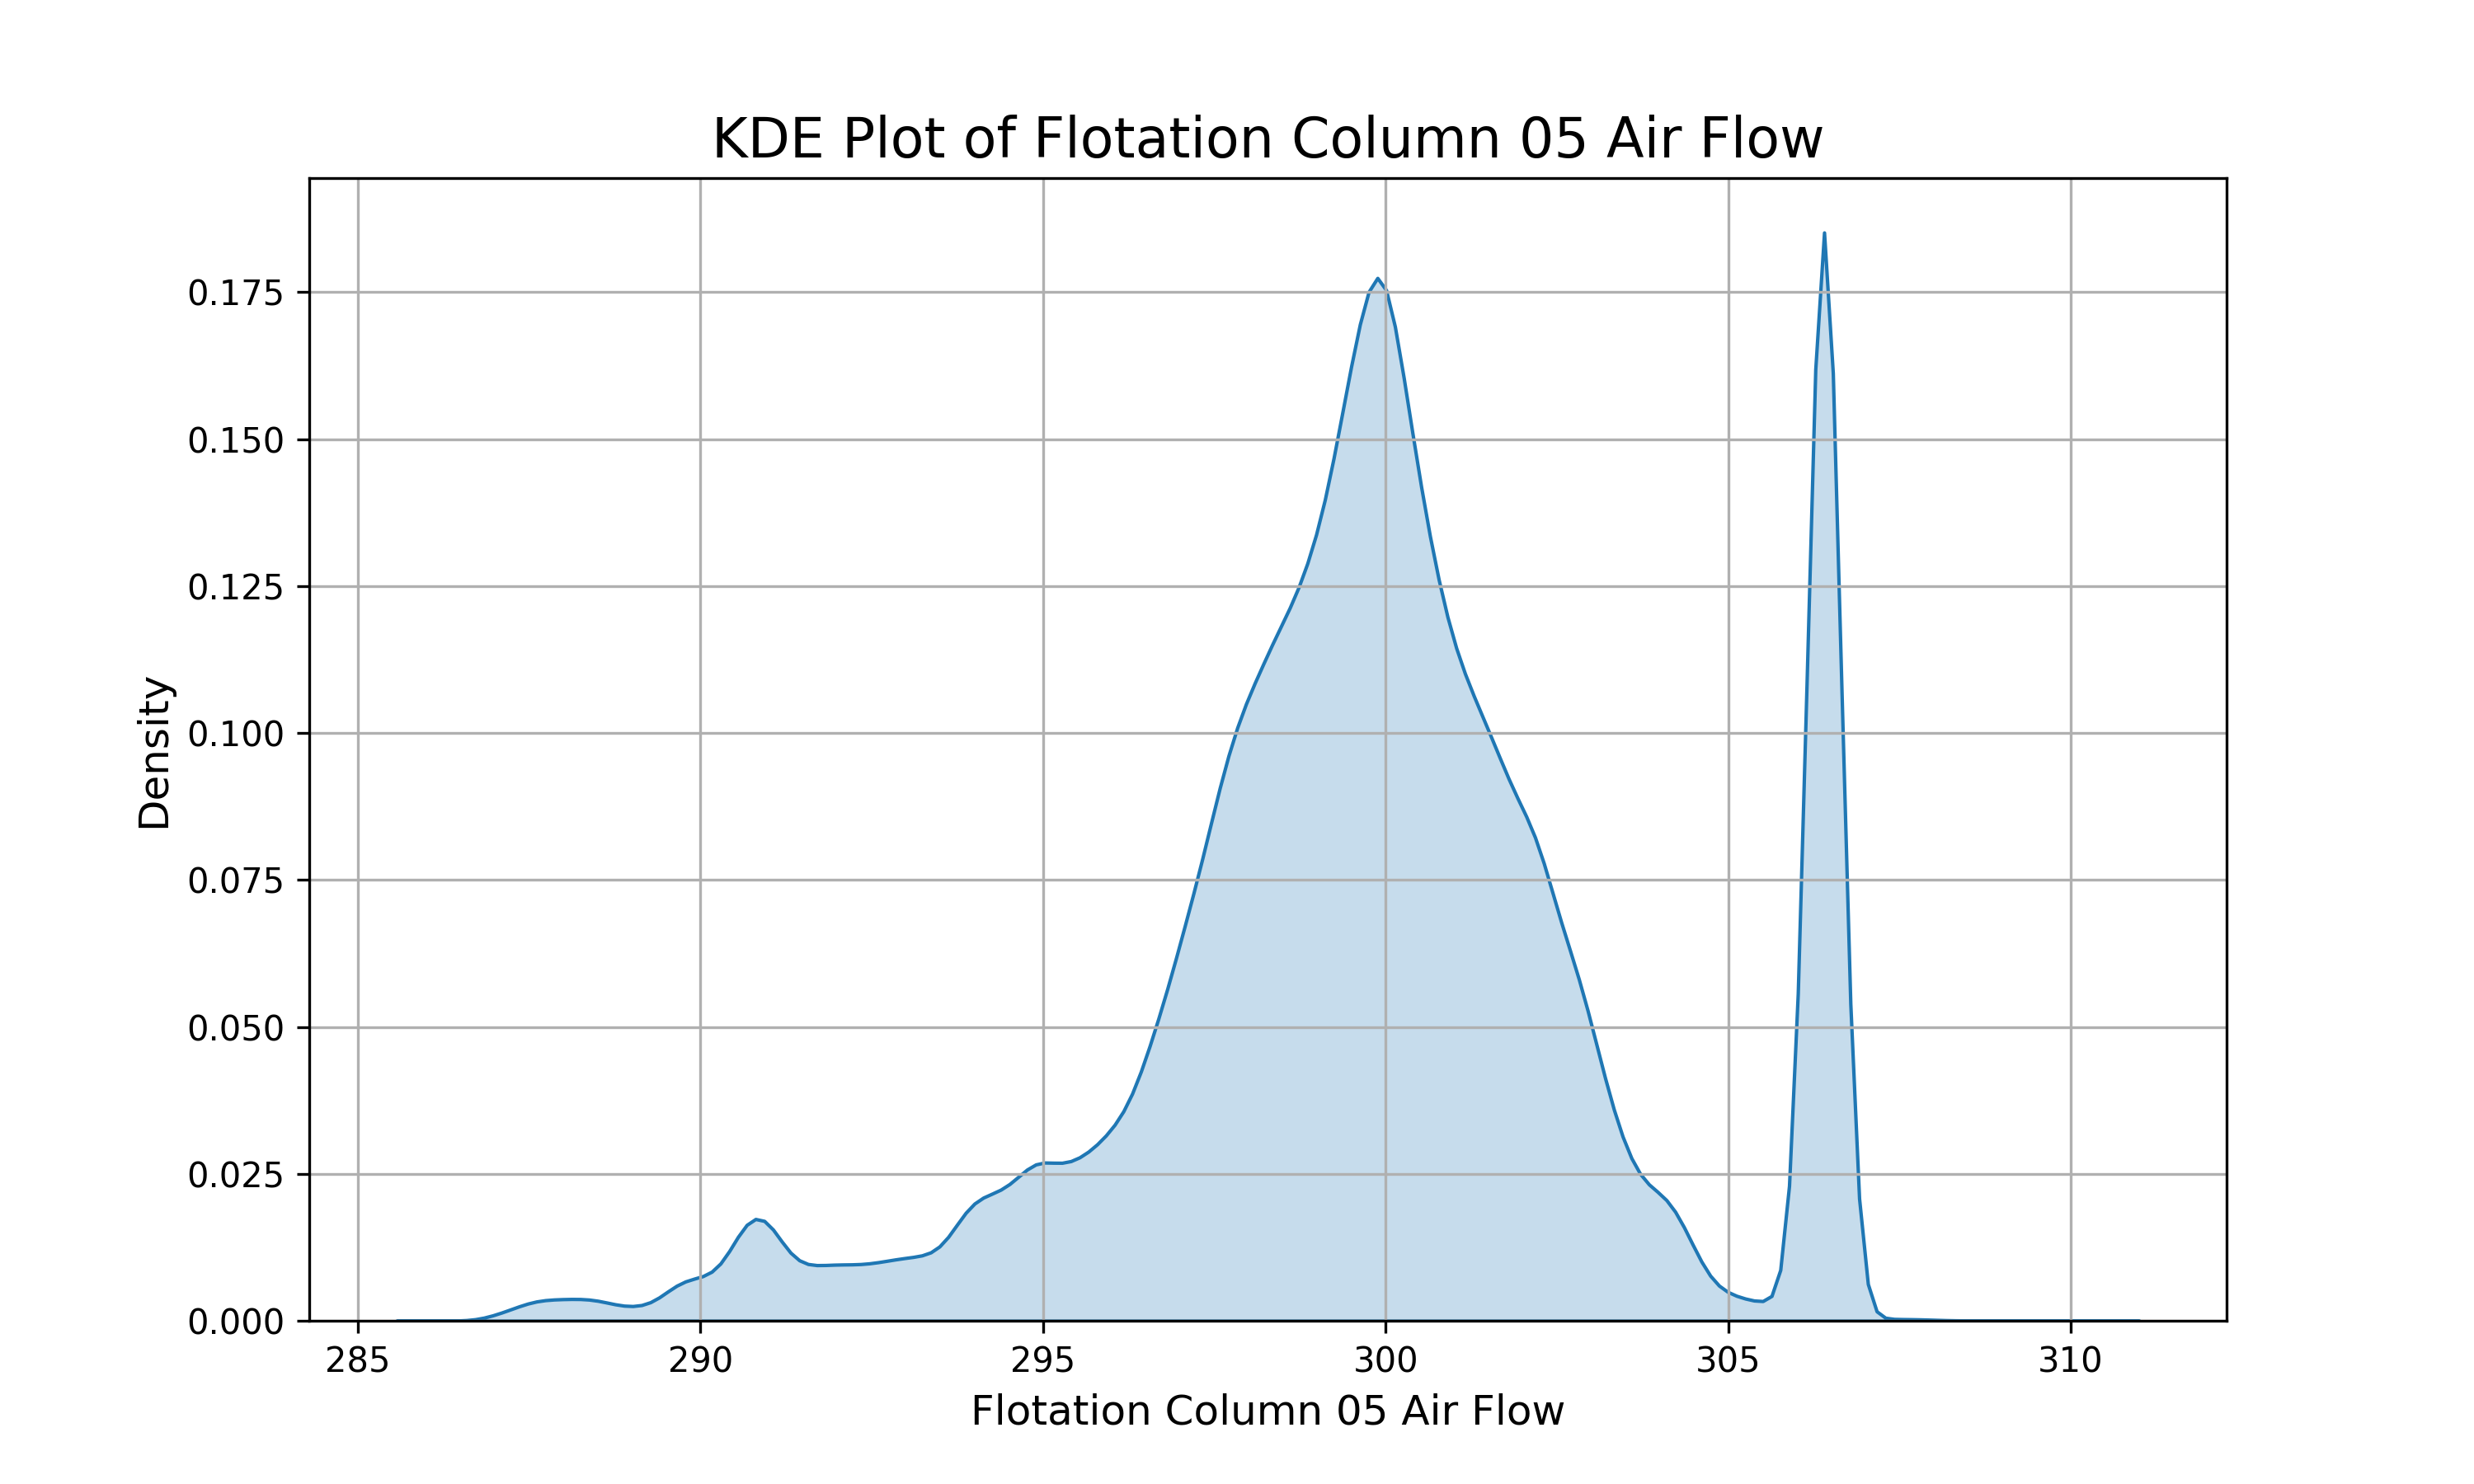 KDE Plot of Flotation Column 05 Air Flow
0.175
0.150
0.125
0.100
0.075
0.050
0.025
0.000
Density
285 290 295 300 305 310
Flotation Column 05 Air Flow